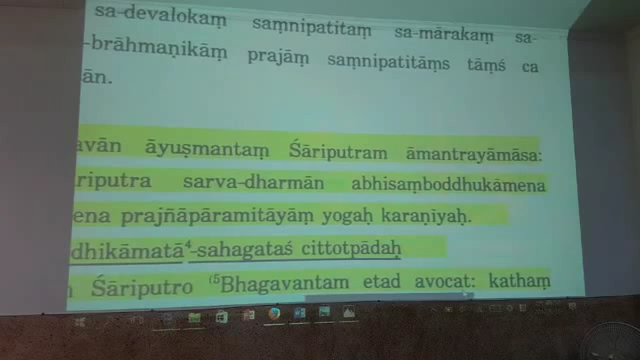 sa-devalokaṃ saṃnipatitaṃ sa-mārakaṃ sa-
-brāhmaṇikāṃ prajāṃ saṃnipatitāṃs tāṃś ca
ān.
avān āyuṣmantaṃ Śāriputram āmantrayāmāsa:
riputra sarva-dharmān abhisaṃboddhukāmena
ena prajñāpāramitāyāṃ yogaḥ karaṇiyaḥ.
dhikāmatā⁴-sahagataś cittotpādaḥ
Śāriputro ⁽⁵Bhagavantam etad avocat: kathaṃ